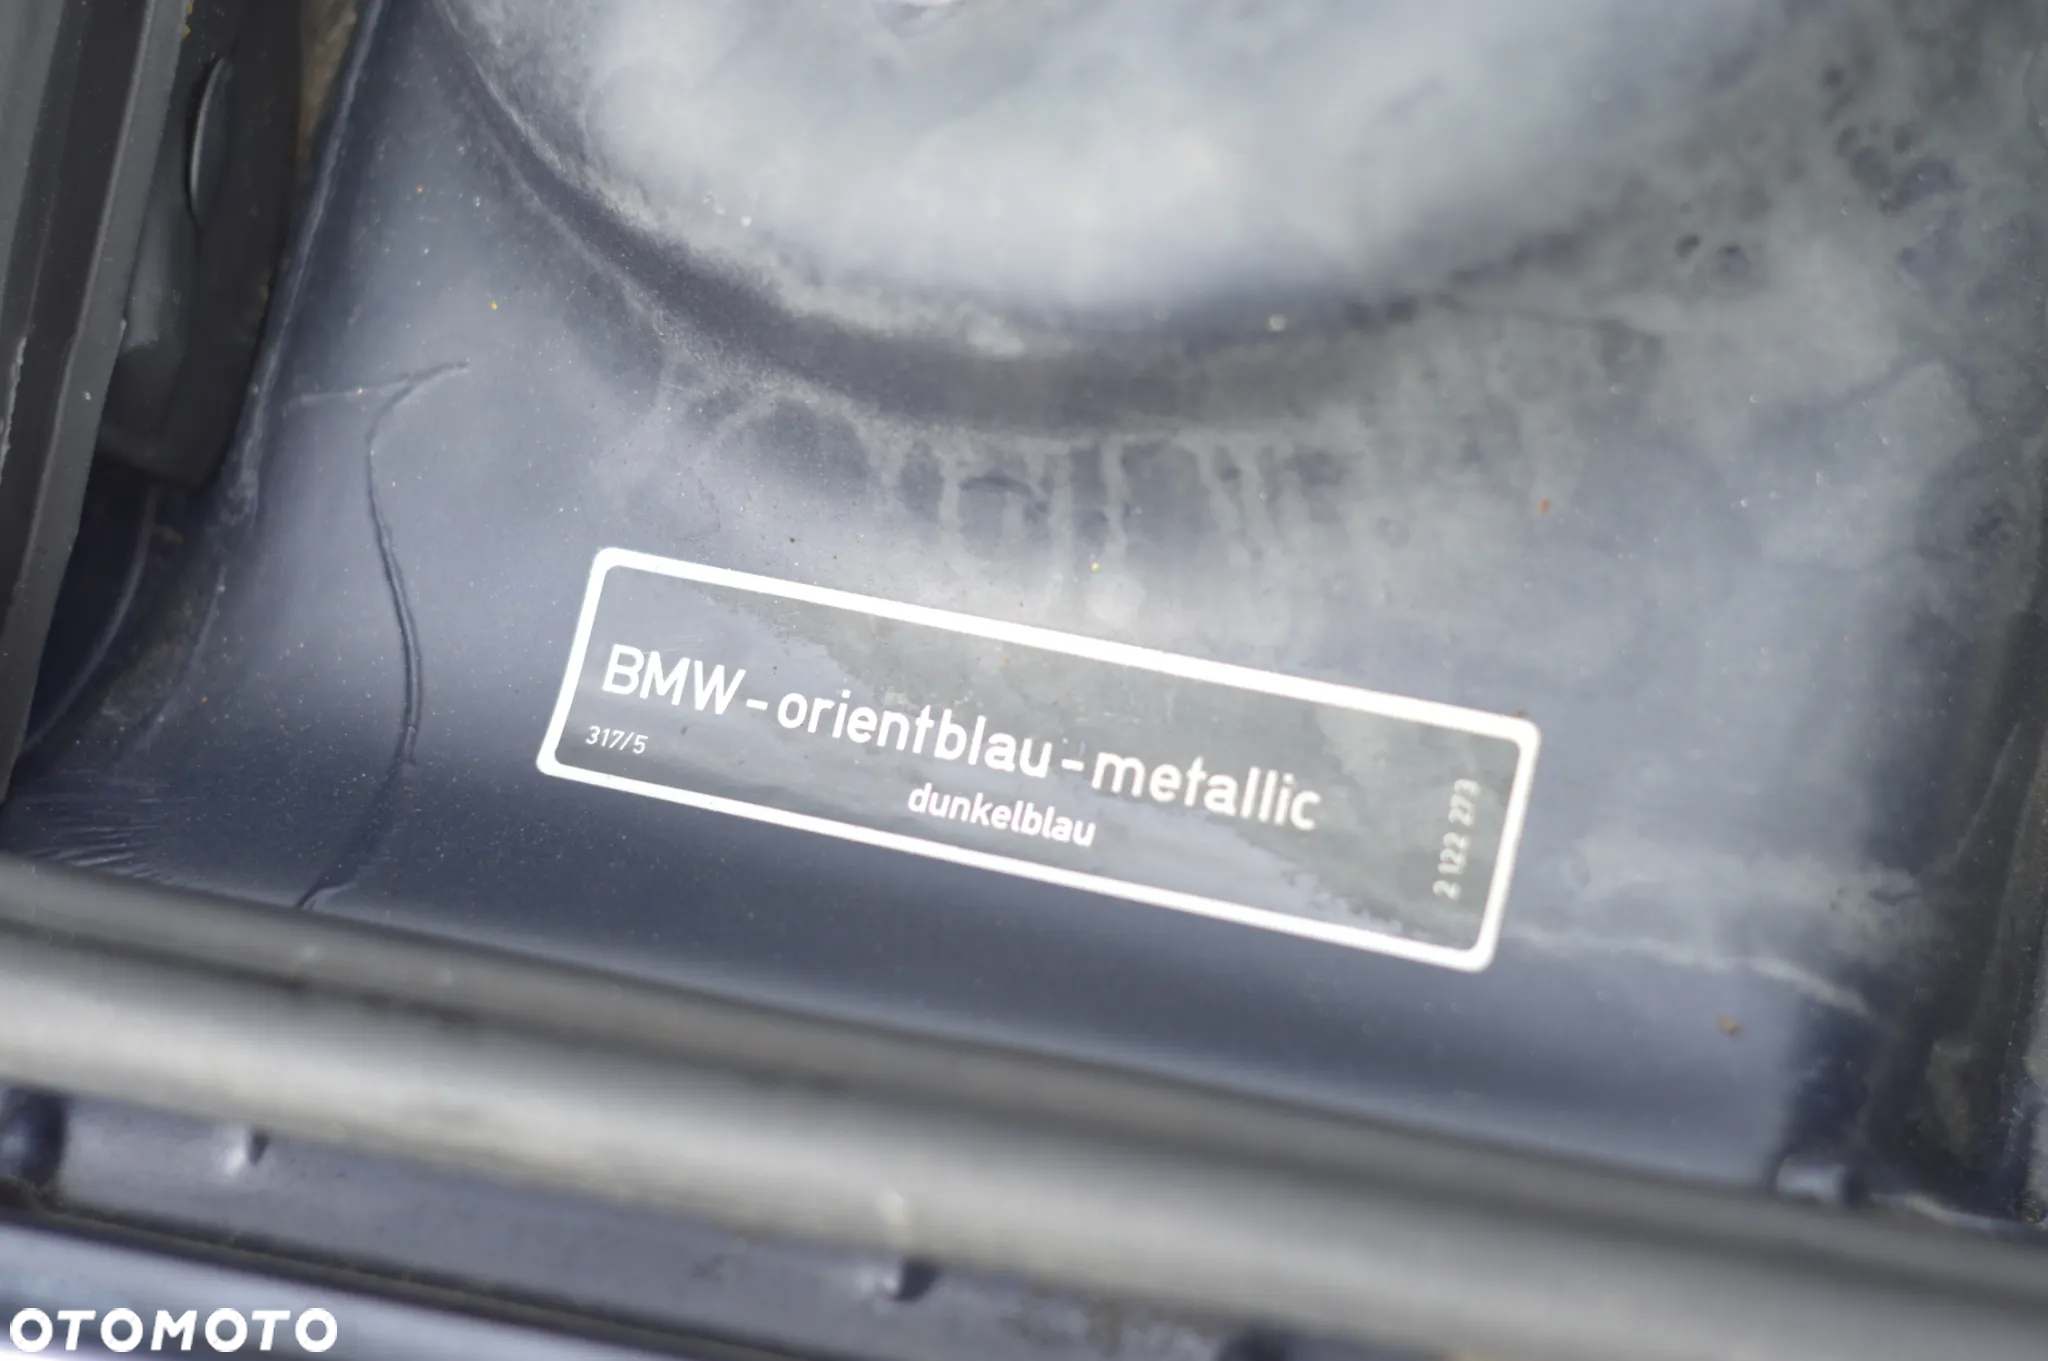 BMW-orientblau-metallic
317/5
dunkelblau
2 122 273
OTOMOTO